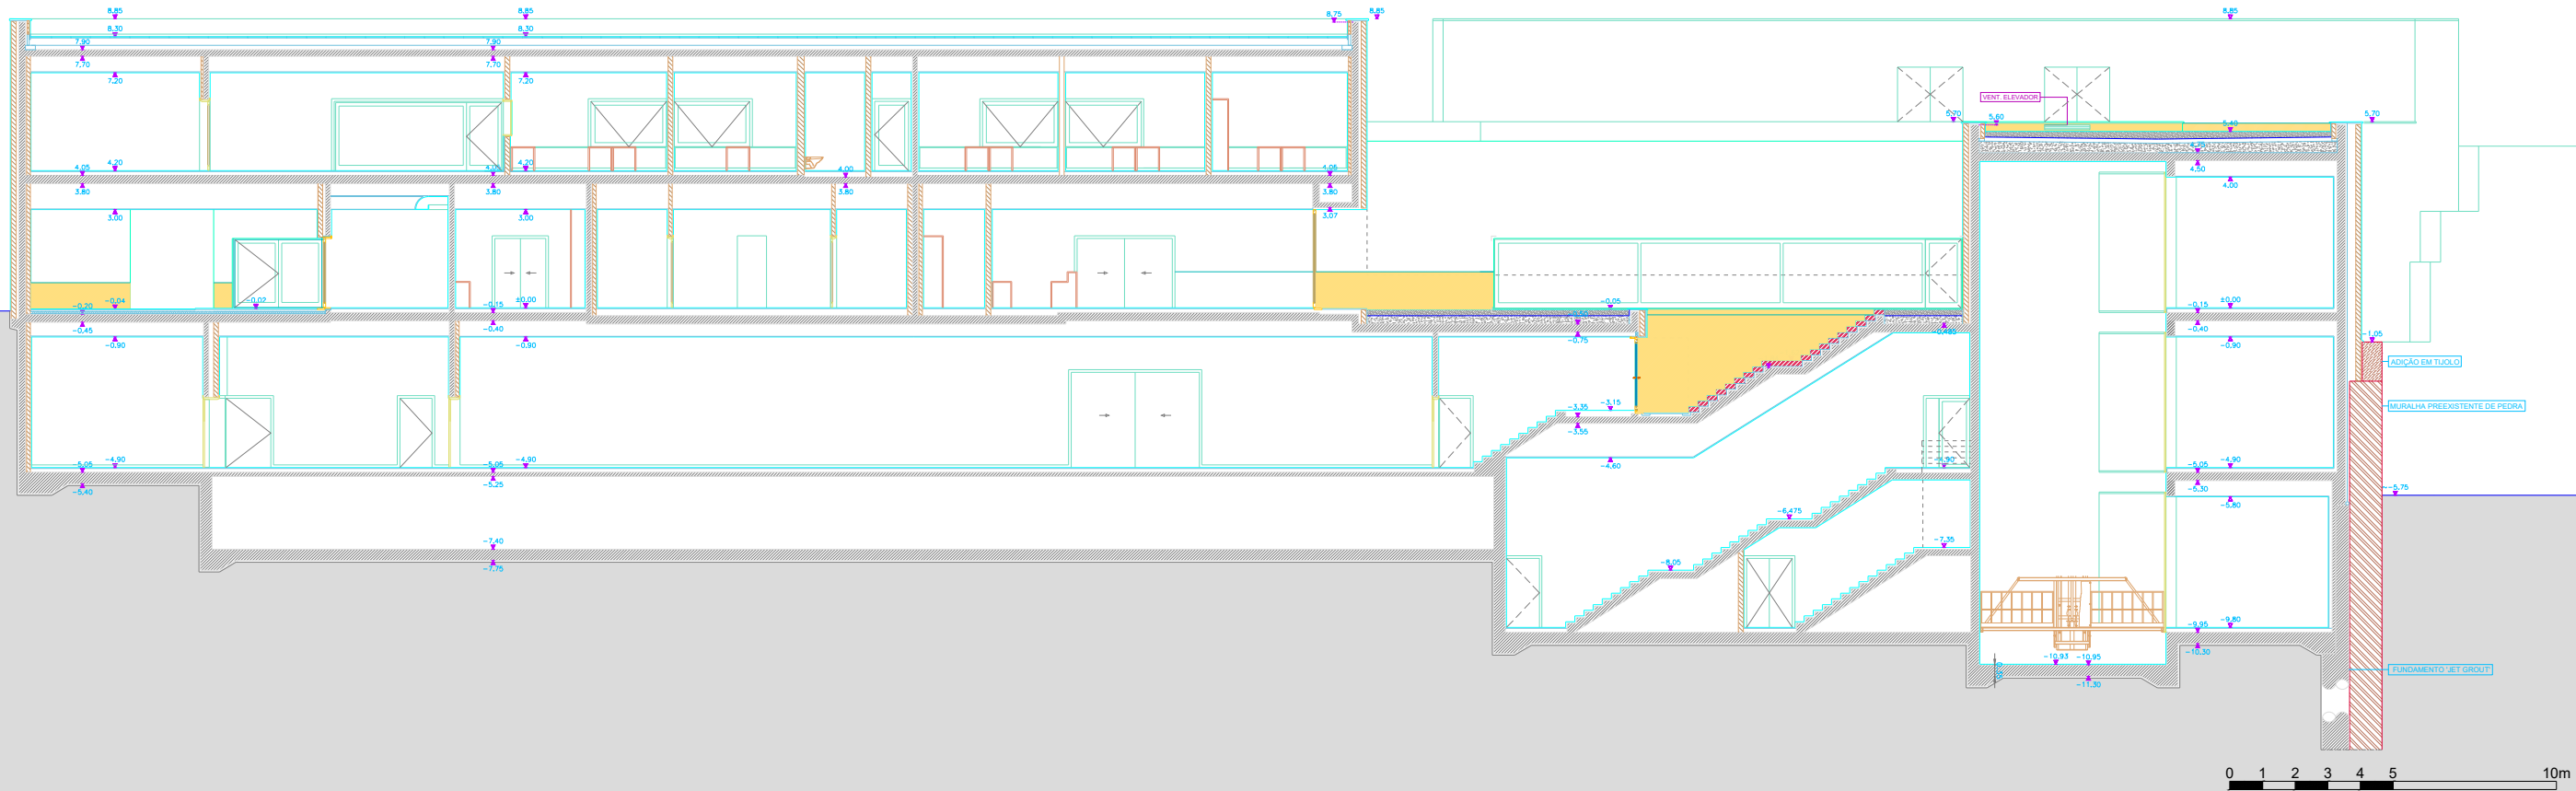 8,85 8,85 8,75 8,85 8,85
8,30 8,30
7,90 7,90
7,70 7,70
7,20 7,20
VENT. ELEVADOR
5,70 5,60 5,70
5,40
4,50
4,05 4,20 4,20 4,00 4,05 4,00
3,80 3,80 3,80 3,80
3,00 3,00 3,07
-0,20 -0,04 -0,02 -0,15 ±0,00 -0,05 -0,15 ±0,00
-0,45 -0,40 -0,40
-0,90 -0,90 -0,75 -0,90 -1,05
ADIÇÃO EM TIJOLO
-3,35 -3,15
MURALHA PREEXISTENTE DE PEDRA
-3,55
-5,05 -4,90 -5,05 -4,90 -4,60 -4,90 -5,05 -4,90
-5,40 -5,25 -5,30 -5,75
-5,80
-6,475
-7,40 -7,35
-7,75
-8,05
-9,95 -9,80
-10,93 -10,95 -10,30
FUNDAMENTO 'JET GROUT'
-11,30
0 1 2 3 4 5 10m